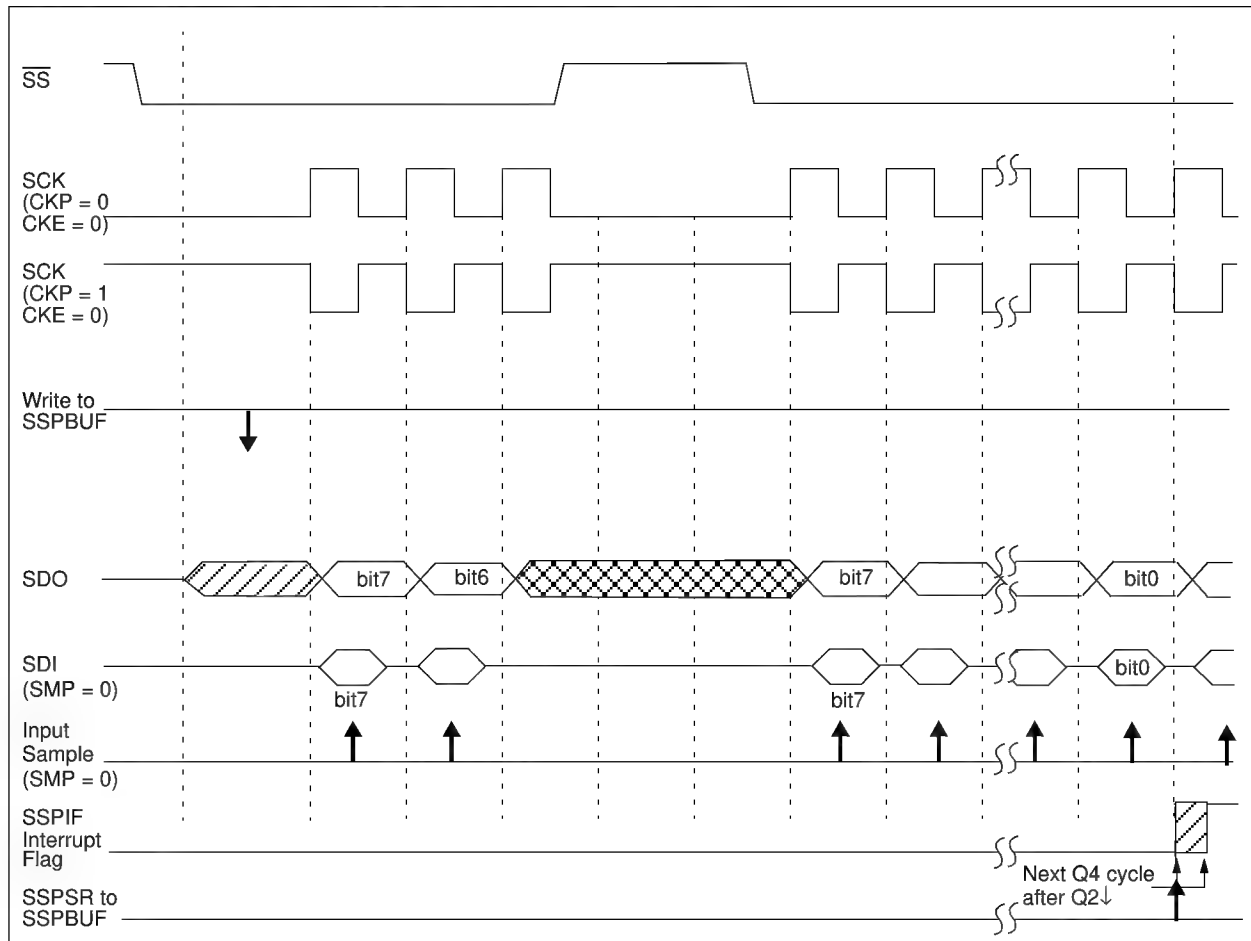 SS
SCK
(CKP = 0
CKE = 0)
SCK
(CKP = 1
CKE = 0)
Write to
SSPBUF
SDO
bit7
bit6
bit7
bit0
SDI
(SMP = 0)
bit7
bit7
bit0
Input
Sample
(SMP = 0)
SSPIF
Interrupt
Flag
Next Q4 cycle
after Q2↓
SSPSR to
SSPBUF